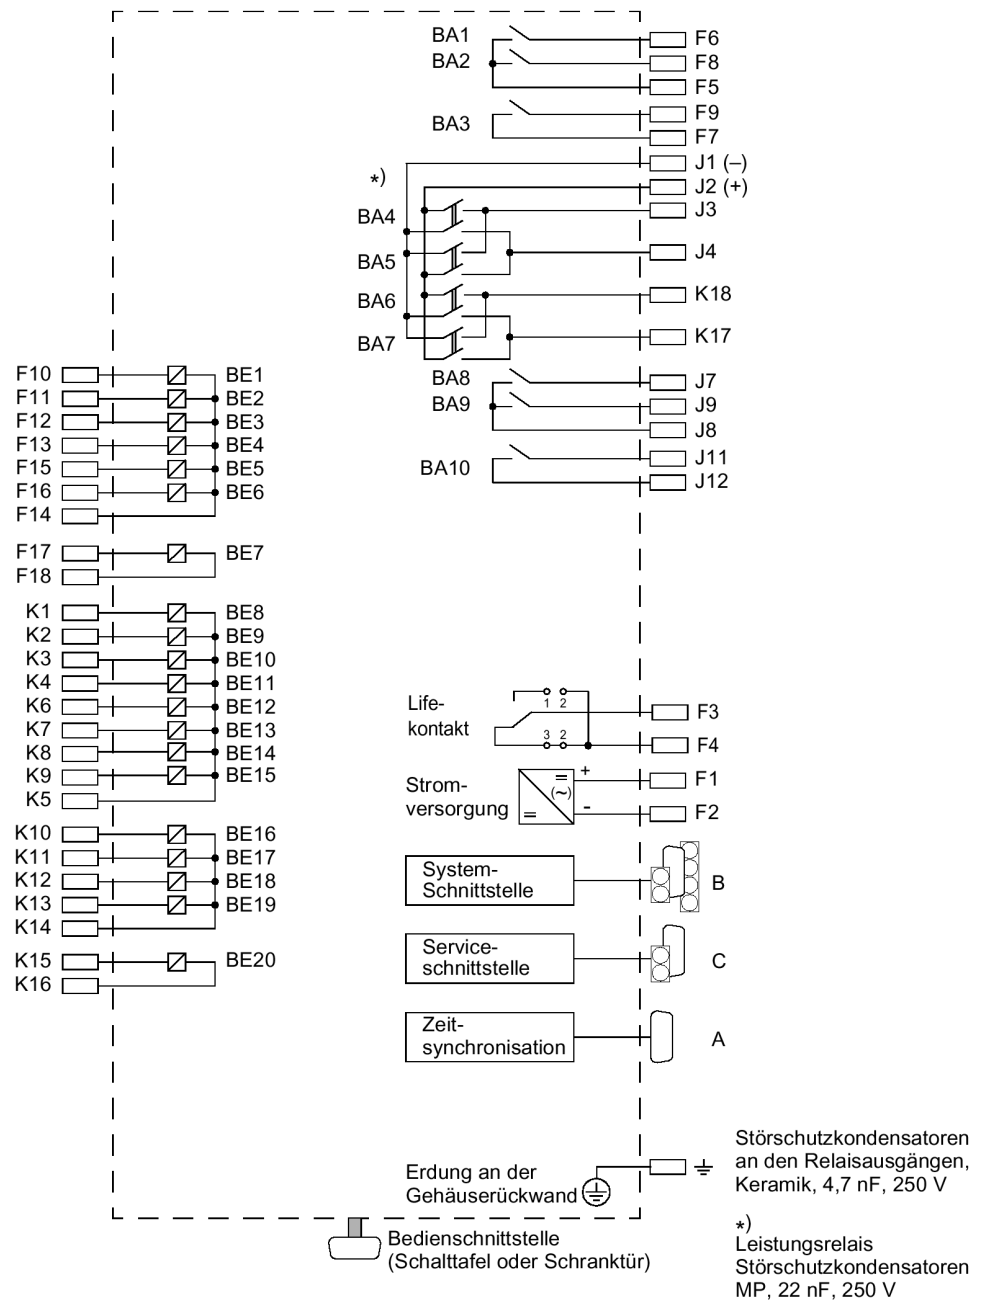 BA1
F6
BA2
F8
F5
F9
BA3
F7
J1 (–)
*)
J2 (+)
J3
BA4
J4
BA5
K18
BA6
K17
BA7
F10
BE1
BA8
J7
F11
BE2
BA9
J9
F12
BE3
J8
F13
BE4
J11
F15
BE5
BA10
J12
F16
BE6
F14
F17
BE7
F18
K1
BE8
K2
BE9
K3
BE10
K4
BE11
K6
BE12
K7
BE13
K8
BE14
K9
BE15
K5
Life-
kontakt
1 2
3 2
F3
F4
Strom-
versorgung
=
(~)
=
+
-
F1
F2
K10
BE16
K11
BE17
K12
BE18
K13
BE19
K14
K15
BE20
K16
System-
Schnittstelle
B
Service-
schnittstelle
C
Zeit-
synchronisation
A
Erdung an der
Gehäuserückwand
Störschutzkondensatoren
an den Relaisausgängen,
Keramik, 4,7 nF, 250 V
*)
Leistungsrelais
Störschutzkondensatoren
MP, 22 nF, 250 V
Bedienschnittstelle
(Schalttafel oder Schranktür)